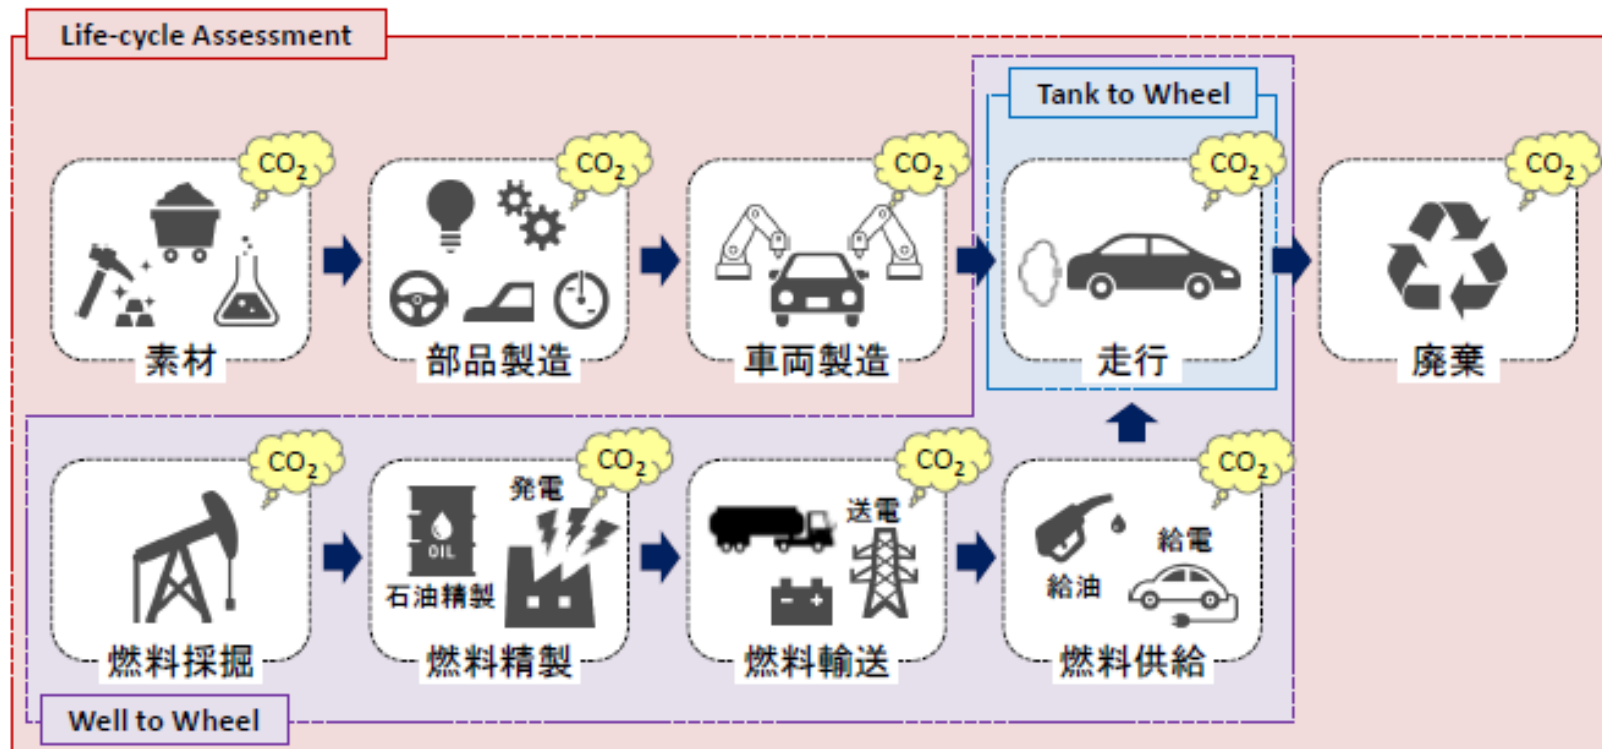 Life-cycle Assessment
Tank to Wheel
CO2
CO2
CO2
CO2
CO2
素材
部品製造
車両製造
走行
廃棄
CO2
CO2
CO2
CO2
発電
OIL
石油精製
送電
給電
給油
燃料採掘
燃料精製
燃料輸送
燃料供給
Well to Wheel